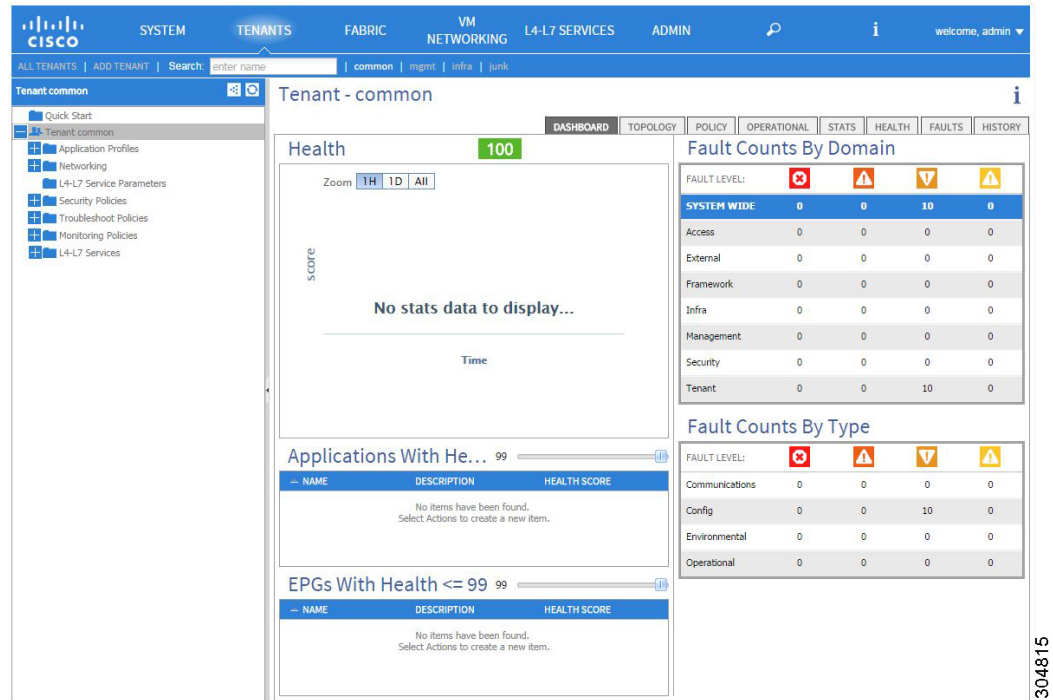 CISCO
SYSTEM
TENANTS
FABRIC
VM
NETWORKING
L4-L7 SERVICES
ADMIN
i
welcome, admin
ALL TENANTS | ADD TENANT | Search: enter name | common | mgmt | infra | junk
Tenant common
Quick Start
Tenant common
Application Profiles
Networking
L4-L7 Service Parameters
Security Policies
Troubleshoot Policies
Monitoring Policies
L4-L7 Services
Tenant - common
i
DASHBOARD TOPOLOGY POLICY OPERATIONAL STATS HEALTH FAULTS HISTORY
Health 100
Zoom 1H 1D All
score
No stats data to display...
Time
Applications With He... 99
NAME DESCRIPTION HEALTH SCORE
No items have been found.
Select Actions to create a new item.
EPGs With Health <= 99 99
NAME DESCRIPTION HEALTH SCORE
No items have been found.
Select Actions to create a new item.
Fault Counts By Domain
FAULT LEVEL:
SYSTEM WIDE 0 0 10 0
Access 0 0 0 0
External 0 0 0 0
Framework 0 0 0 0
Infra 0 0 0 0
Management 0 0 0 0
Security 0 0 0 0
Tenant 0 0 10 0
Fault Counts By Type
FAULT LEVEL:
Communications 0 0 0 0
Config 0 0 10 0
Environmental 0 0 0 0
Operational 0 0 0 0
304815